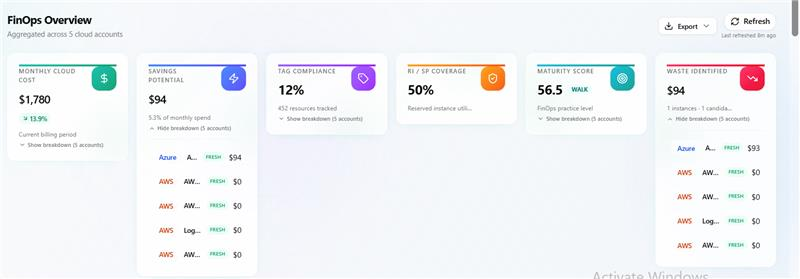 FinOps Overview
Aggregated across 5 cloud accounts
Export
Refresh
Last refreshed 8m ago
MONTHLY CLOUD
COST
$1,780
13.9%
Current billing period
Show breakdown (5 accounts)
SAVINGS
POTENTIAL
$94
5.3% of monthly spend
Hide breakdown (5 accounts)
Azure A... FRESH $94
AWS AW... FRESH $0
AWS AW... FRESH $0
AWS Log... FRESH $0
AWS AW... FRESH $0
TAG COMPLIANCE
12%
452 resources tracked
Show breakdown (5 accounts)
RI / SP COVERAGE
50%
Reserved instance utili...
MATURITY SCORE
56.5 WALK
FinOps practice level
Show breakdown (5 accounts)
WASTE IDENTIFIED
$94
1 instances · 1 candida...
Hide breakdown (5 accounts)
Azure A... FRESH $93
AWS AW... FRESH $0
AWS AW... FRESH $0
AWS Log... FRESH $0
AWS AW... FRESH $0
Activate Windows